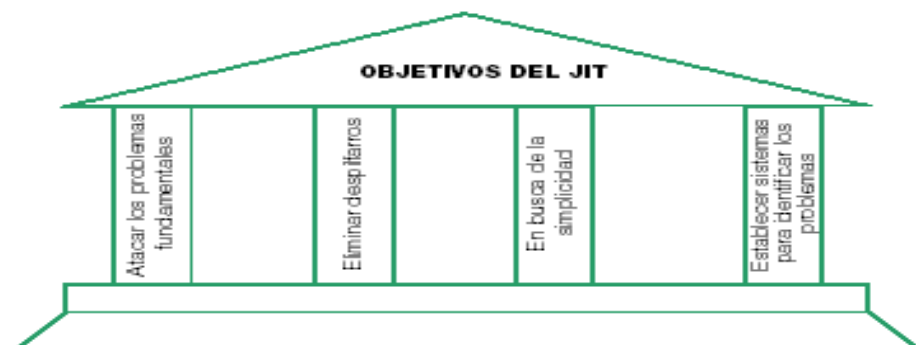 OBJETIVOS DEL JIT
Atacar los problemas
fundamentales
Eliminar despilfarros
En busca de la
simplicidad
Establecer sistemas
para identificar los
problemas